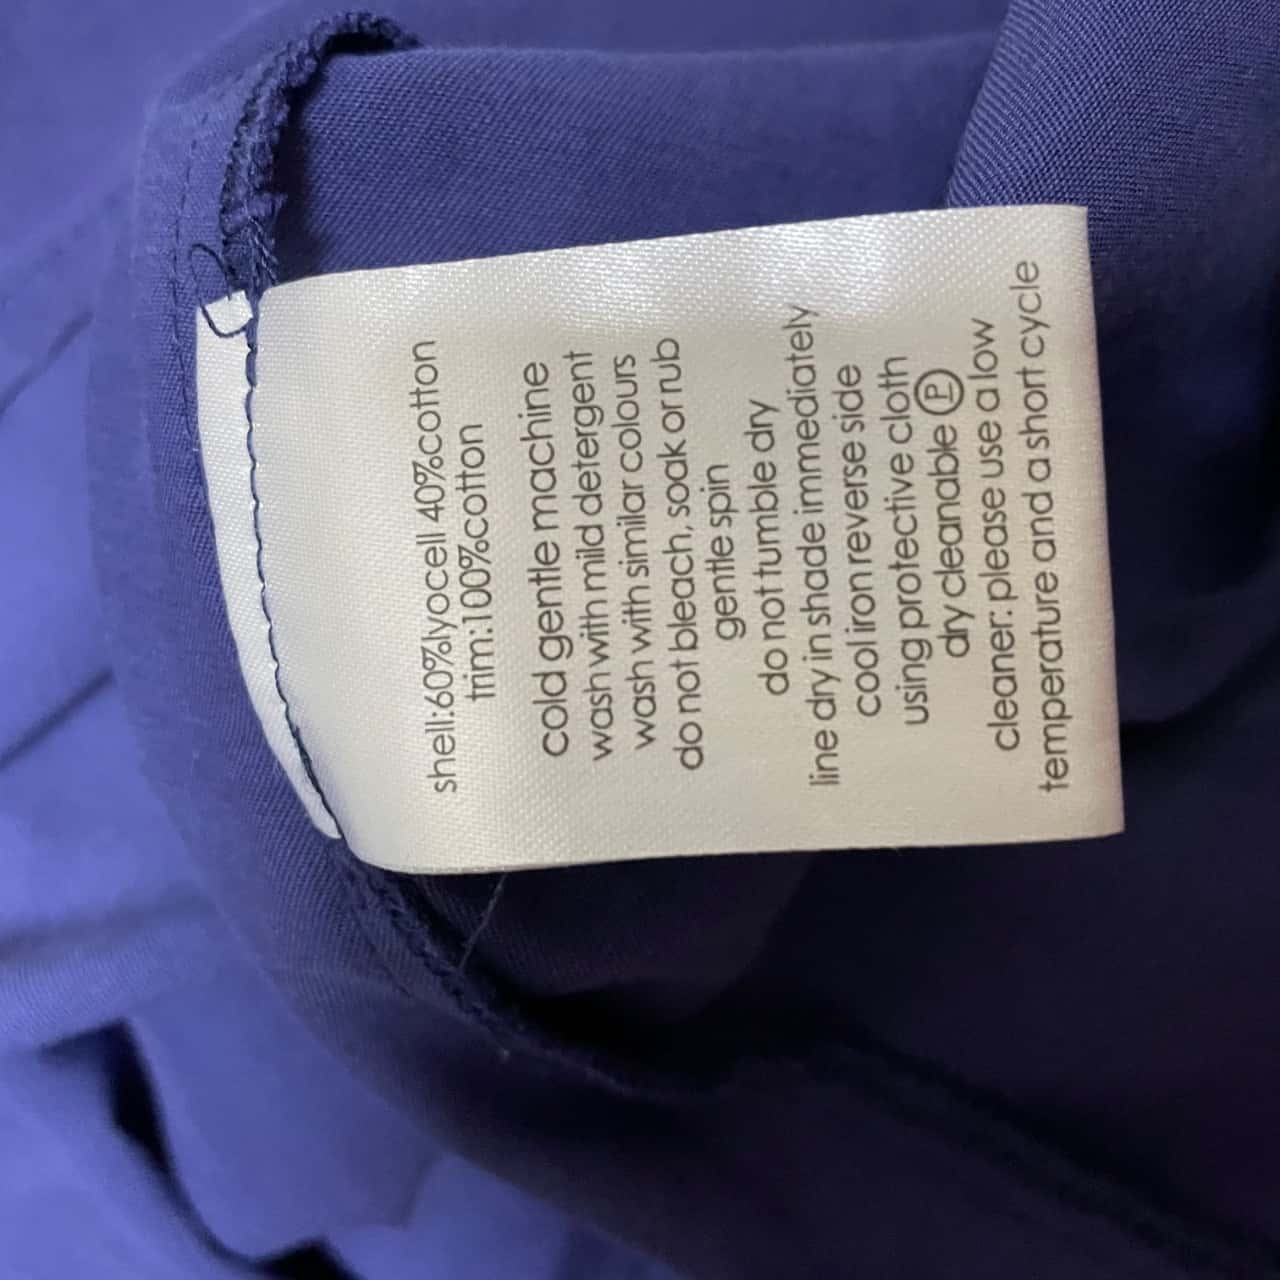 shell:60%lyocell 40%cotton
trim:100%cotton
cold gentle machine
wash with mild detergent
wash with similar colours
do not bleach, soak or rub
gentle spin
do not tumble dry
line dry in shade immediately
cool iron reverse side
using protective cloth
dry cleanable Ⓟ
cleaner: please use a low
temperature and a short cycle